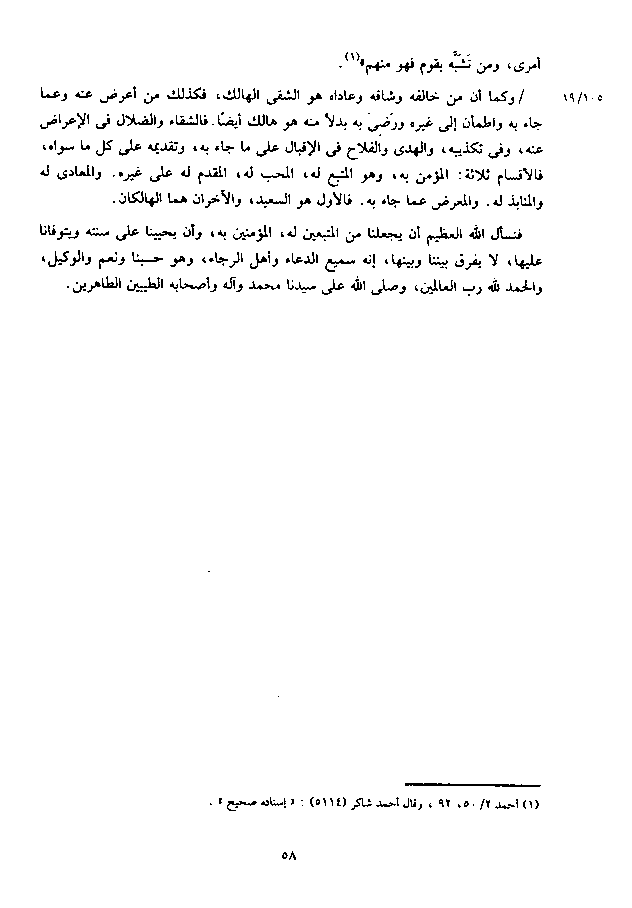 أمرى، ومن تَشَبَّه بقوم فهو منهم»(١).
١٩/١٠٥ / وكما أن من خالفه وشاقه وعاداه هو الشقى الهالك، فكذلك من أعرض عنه وعما
جاء به واطمأن إلى غيره ورَضِيَ به بدلاً منه هو هالك أيضًا. فالشقاء والضلال فى الإعراض
عنه، وفى تكذيبه، والهدى والفلاح فى الإقبال على ما جاء به، وتقديمه على كل ما سواه،
فالأقسام ثلاثة: المؤمن به، وهو المتبع له، المحب له، المقدم له على غيره. والمعادى له
والمنابذ له. والمعرض عما جاء به. فالأول هو السعيد، والآخران هما الهالكان.
فنسأل الله العظيم أن يجعلنا من المتبعين له، المؤمنين به، وأن يحيينا على سنته ويتوفانا
عليها، لا يفرق بيننا وبينها، إنه سميع الدعاء وأهل الرجاء، وهو حسبنا ونعم الوكيل،
والحمد لله رب العالمين، وصلى الله على سيدنا محمد وآله وأصحابه الطيبين الطاهرين.
(١) أحمد ٢/ ٥٠، ٩٢ ، وقال أحمد شاكر (٥١١٤) : « إسناده صحيح » .
٥٨